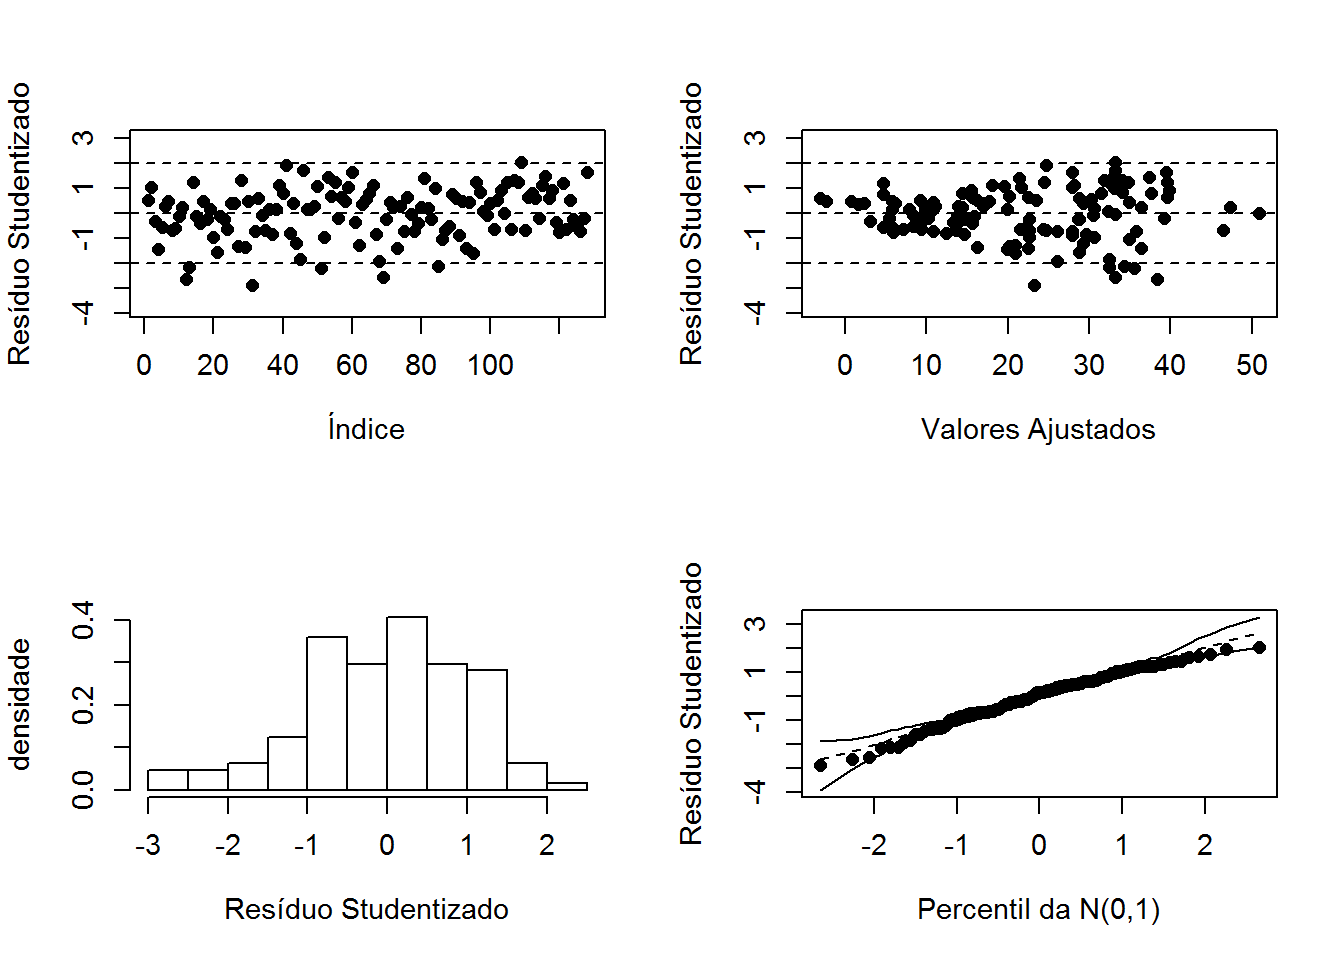 Resíduo Studentizado
3
1
-1
-4
0 20 40 60 80 100
Índice
Resíduo Studentizado
3
1
-1
-4
0 10 20 30 40 50
Valores Ajustados
densidade
0.4
0.2
0.0
-3 -2 -1 0 1 2
Resíduo Studentizado
Resíduo Studentizado
3
1
-1
-4
-2 -1 0 1 2
Percentil da N(0,1)